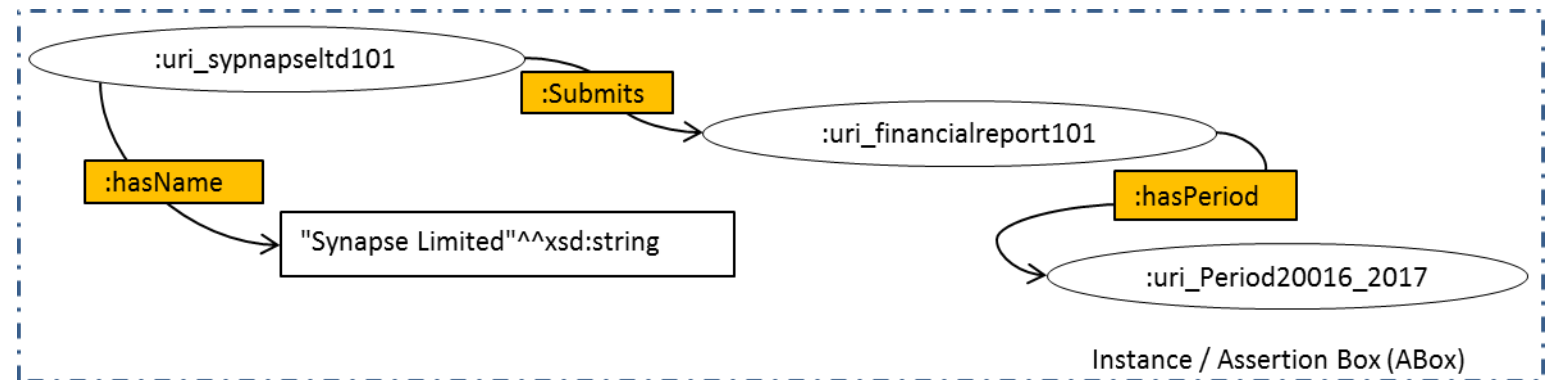 :uri_sypnapseltd101
:Submits
:uri_financialreport101
:hasName
:hasPeriod
"Synapse Limited"^^xsd:string
:uri_Period20016_2017
Instance / Assertion Box (ABox)